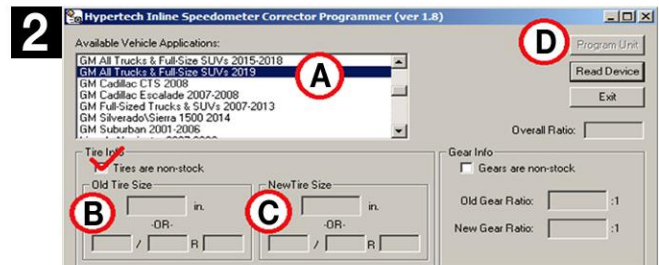 2
Hypertech Inline Speedometer Corrector Programmer (ver 1.8)
Available Vehicle Applications:
GM All Trucks & Full-Size SUVs 2015-2018
GM All Trucks & Full-Size SUVs 2019
GM Cadillac CTS 2008
GM Cadillac Escalade 2007-2008
GM Full-Sized Trucks & SUVs 2007-2013
GM Silverado\Sierra 1500 2014
GM Suburban 2001-2006
A
D
Program Unit
Read Device
Exit
Overall Ratio:
Tire Info
Tires are non-stock
Old Tire Size
in.
-OR-
/ R
B
New Tire Size
in.
-OR-
/ R
C
Gear Info
Gears are non-stock
Old Gear Ratio: :1
New Gear Ratio: :1